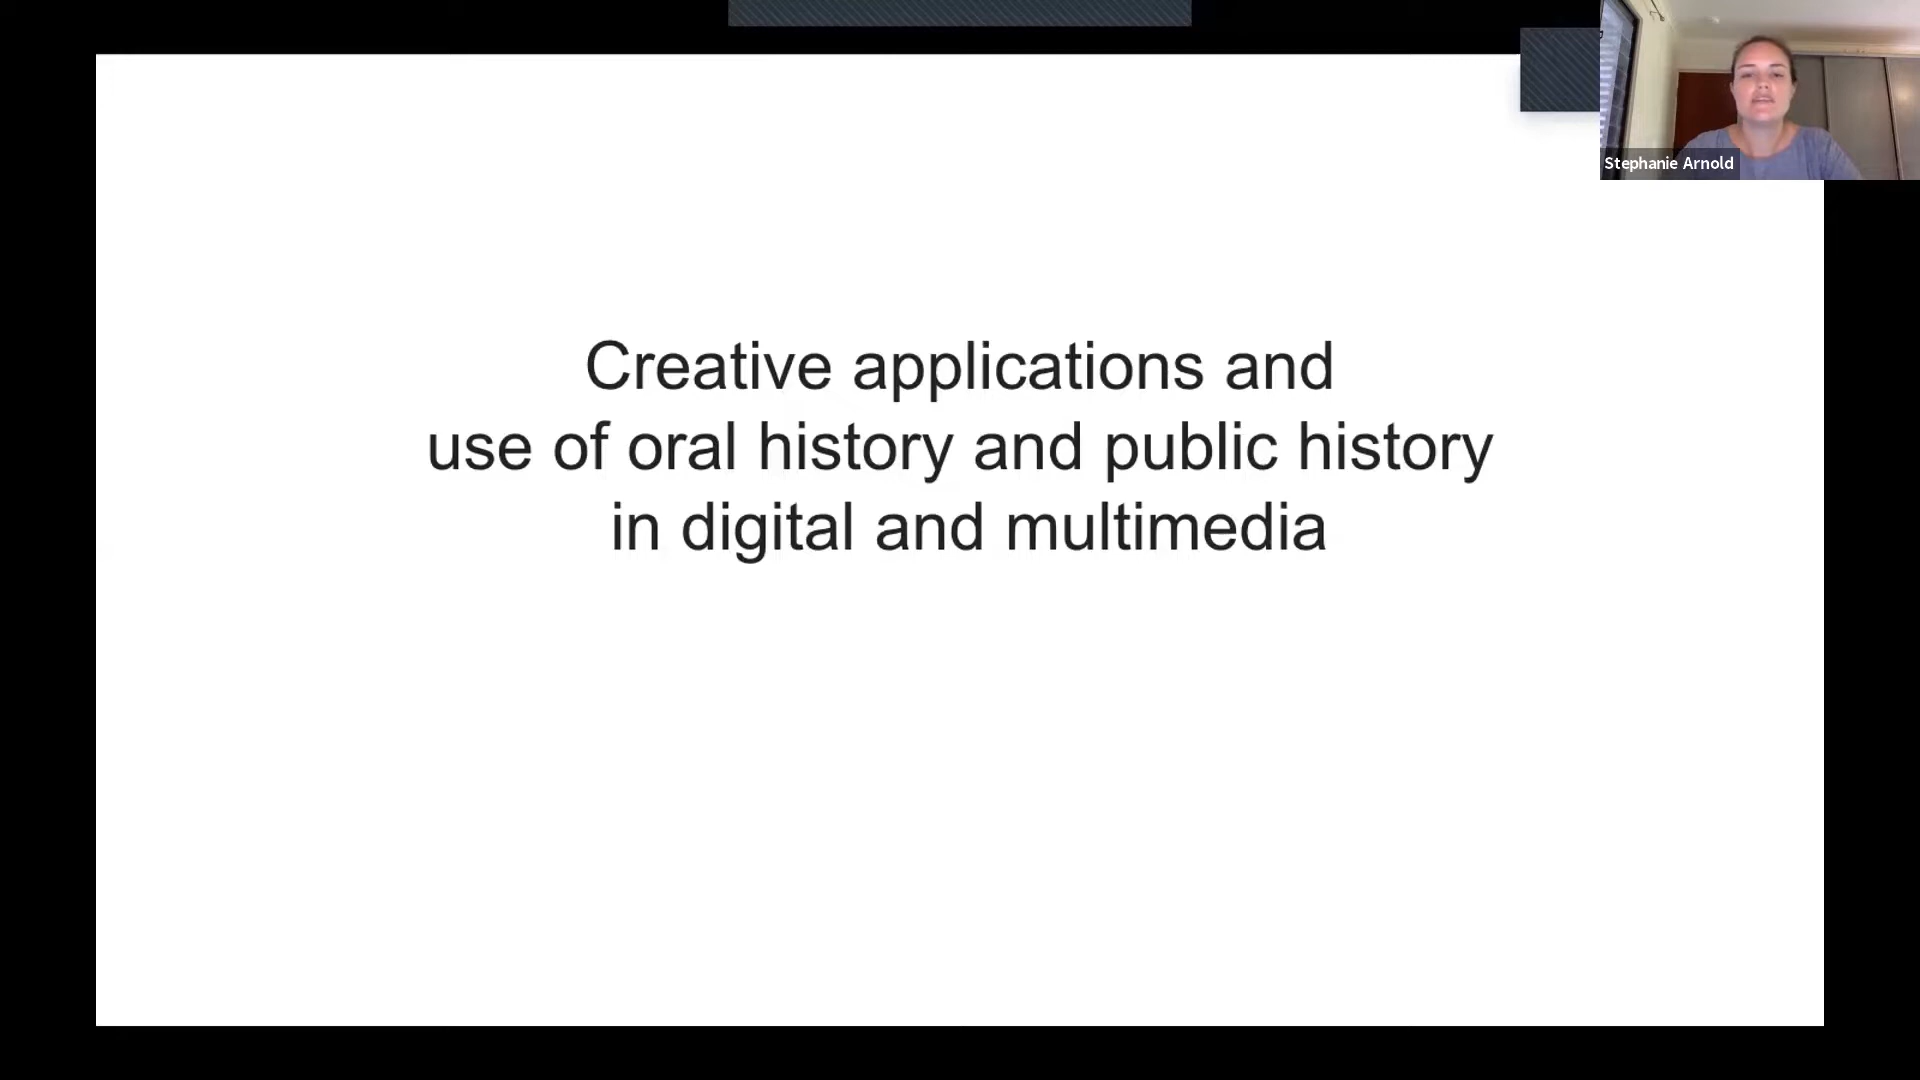 Stephanie Arnold
Creative applications and
use of oral history and public history
in digital and multimedia